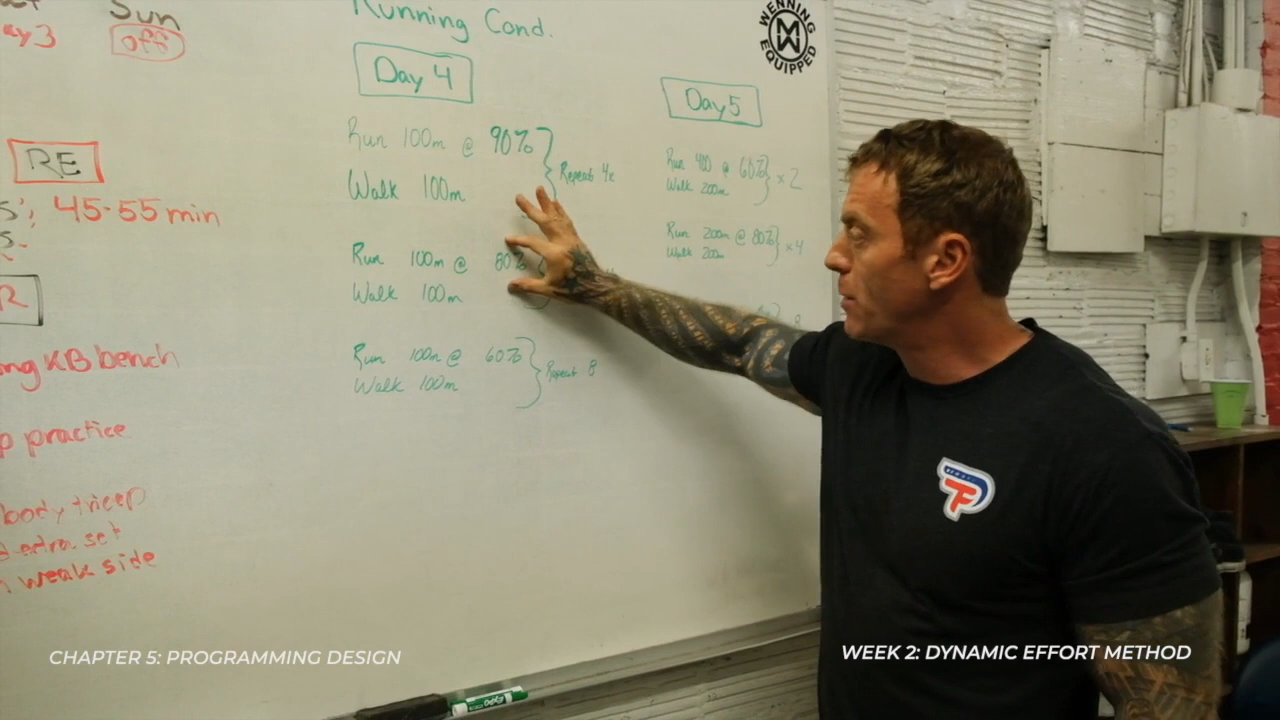 Sun
ay3
off
RE
45-55 min
KB bench
practice
body tricep
extra set
weak side
Running Cond.
Day 4
Run 100m @ 90%
Walk 100m
Repeat 4x
Run 100m @ 80%
Walk 100m
Run 100m @ 60%
Walk 100m
Repeat 8
Day 5
Run 400 @ 60%
Walk 200m
x 2
Run 200m @ 80%
Walk 200m
x 4
WENNING
EQUIPPED
EXPO
CHAPTER 5: PROGRAMMING DESIGN
WEEK 2: DYNAMIC EFFORT METHOD